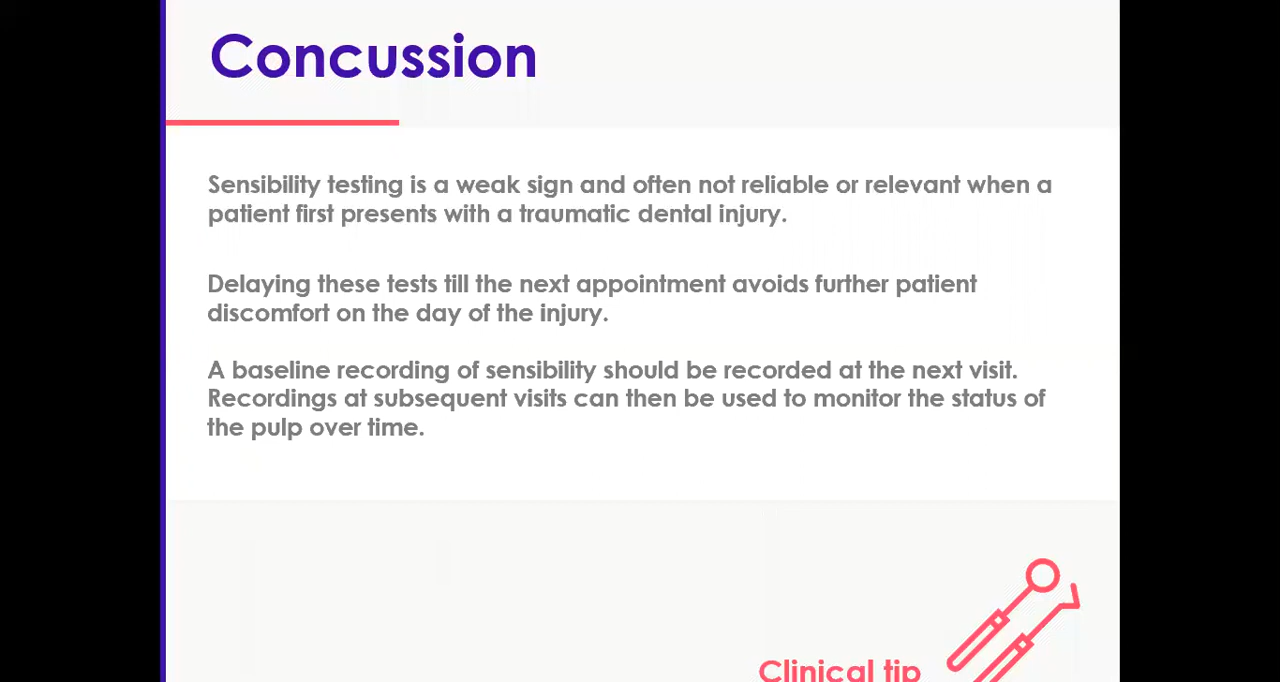 Concussion
Sensibility testing is a weak sign and often not reliable or relevant when a
patient first presents with a traumatic dental injury.
Delaying these tests till the next appointment avoids further patient
discomfort on the day of the injury.
A baseline recording of sensibility should be recorded at the next visit.
Recordings at subsequent visits can then be used to monitor the status of
the pulp over time.
Clinical tip